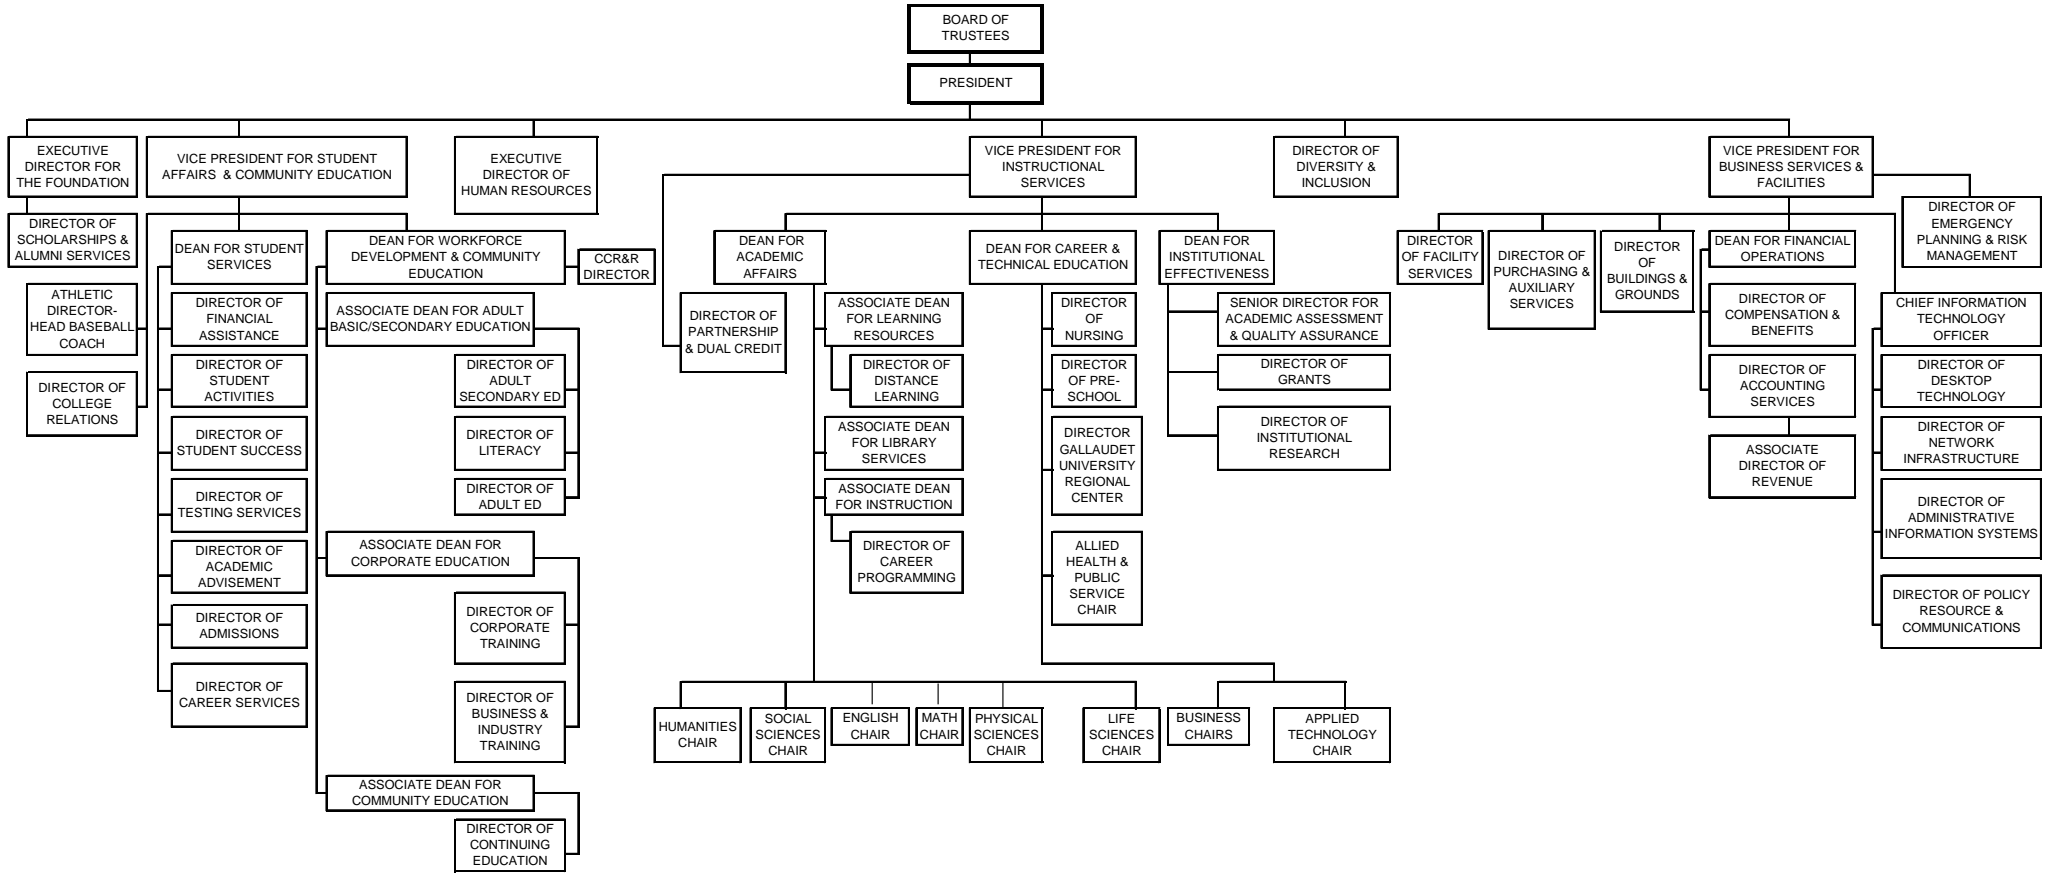 BOARD OF
TRUSTEES
PRESIDENT
EXECUTIVE
DIRECTOR FOR
THE FOUNDATION
VICE PRESIDENT FOR STUDENT
AFFAIRS & COMMUNITY EDUCATION
EXECUTIVE
DIRECTOR
OF HUMAN RESOURCES
VICE PRESIDENT FOR
INSTRUCTIONAL
SERVICES
DIRECTOR OF
DIVERSITY &
INCLUSION
VICE PRESIDENT FOR
BUSINESS SERVICES &
FACILITIES
DIRECTOR OF
SCHOLARSHIPS &
ALUMNI SERVICES
DEAN FOR STUDENT
SERVICES
DEAN FOR WORKFORCE
DEVELOPMENT & COMMUNITY
EDUCATION
CCR&R
DIRECTOR
DEAN FOR
ACADEMIC
AFFAIRS
DEAN FOR CAREER &
TECHNICAL EDUCATION
DEAN FOR
INSTITUTIONAL
EFFECTIVENESS
DIRECTOR
OF FACILITY
SERVICES
DIRECTOR OF
PURCHASING &
AUXILIARY
SERVICES
DIRECTOR
OF
BUILDINGS &
GROUNDS
DEAN FOR FINANCIAL
OPERATIONS
DIRECTOR OF
EMERGENCY
PLANNING & RISK
MANAGEMENT
ATHLETIC
DIRECTOR-
HEAD BASEBALL
COACH
DIRECTOR OF
COLLEGE
RELATIONS
DIRECTOR OF
FINANCIAL
ASSISTANCE
DIRECTOR OF
STUDENT
ACTIVITIES
DIRECTOR OF
STUDENT SUCCESS
DIRECTOR OF
TESTING SERVICES
DIRECTOR OF
ACADEMIC
ADVISEMENT
DIRECTOR OF
ADMISSIONS
DIRECTOR OF
CAREER SERVICES
ASSOCIATE DEAN FOR ADULT
BASIC/SECONDARY EDUCATION
DIRECTOR OF
ADULT
SECONDARY ED
DIRECTOR OF
LITERACY
DIRECTOR OF
ADULT ED
ASSOCIATE DEAN FOR
CORPORATE EDUCATION
DIRECTOR OF
CORPORATE
TRAINING
DIRECTOR OF
BUSINESS &
INDUSTRY
TRAINING
ASSOCIATE DEAN FOR
COMMUNITY EDUCATION
DIRECTOR OF
CONTINUING
EDUCATION
DIRECTOR OF
PARTNERSHIP
& DUAL CREDIT
ASSOCIATE DEAN
FOR LEARNING
RESOURCES
DIRECTOR OF
DISTANCE
LEARNING
ASSOCIATE DEAN
FOR LIBRARY
SERVICES
ASSOCIATE DEAN
FOR INSTRUCTION
DIRECTOR OF
CAREER
PROGRAMMING
DIRECTOR
OF
NURSING
DIRECTOR
OF PRE-
SCHOOL
DIRECTOR
GALLAUDET
UNIVERSITY
REGIONAL
CENTER
ALLIED
HEALTH &
PUBLIC
SERVICE
CHAIR
SENIOR DIRECTOR FOR
ACADEMIC ASSESSMENT
& QUALITY ASSURANCE
DIRECTOR OF
GRANTS
DIRECTOR OF
INSTITUTIONAL
RESEARCH
DIRECTOR OF
COMPENSATION &
BENEFITS
DIRECTOR OF
ACCOUNTING
SERVICES
ASSOCIATE
DIRECTOR OF
REVENUE
CHIEF INFORMATION
TECHNOLOGY
OFFICER
DIRECTOR OF
DESKTOP
TECHNOLOGY
DIRECTOR OF
NETWORK
INFRASTRUCTURE
DIRECTOR OF
ADMINISTRATIVE
INFORMATION SYSTEMS
DIRECTOR OF POLICY
RESOURCE &
COMMUNICATIONS
HUMANITIES
CHAIR
SOCIAL
SCIENCES
CHAIR
ENGLISH
CHAIR
MATH
CHAIR
PHYSICAL
SCIENCES
CHAIR
LIFE
SCIENCES
CHAIR
BUSINESS
CHAIRS
APPLIED
TECHNOLOGY
CHAIR